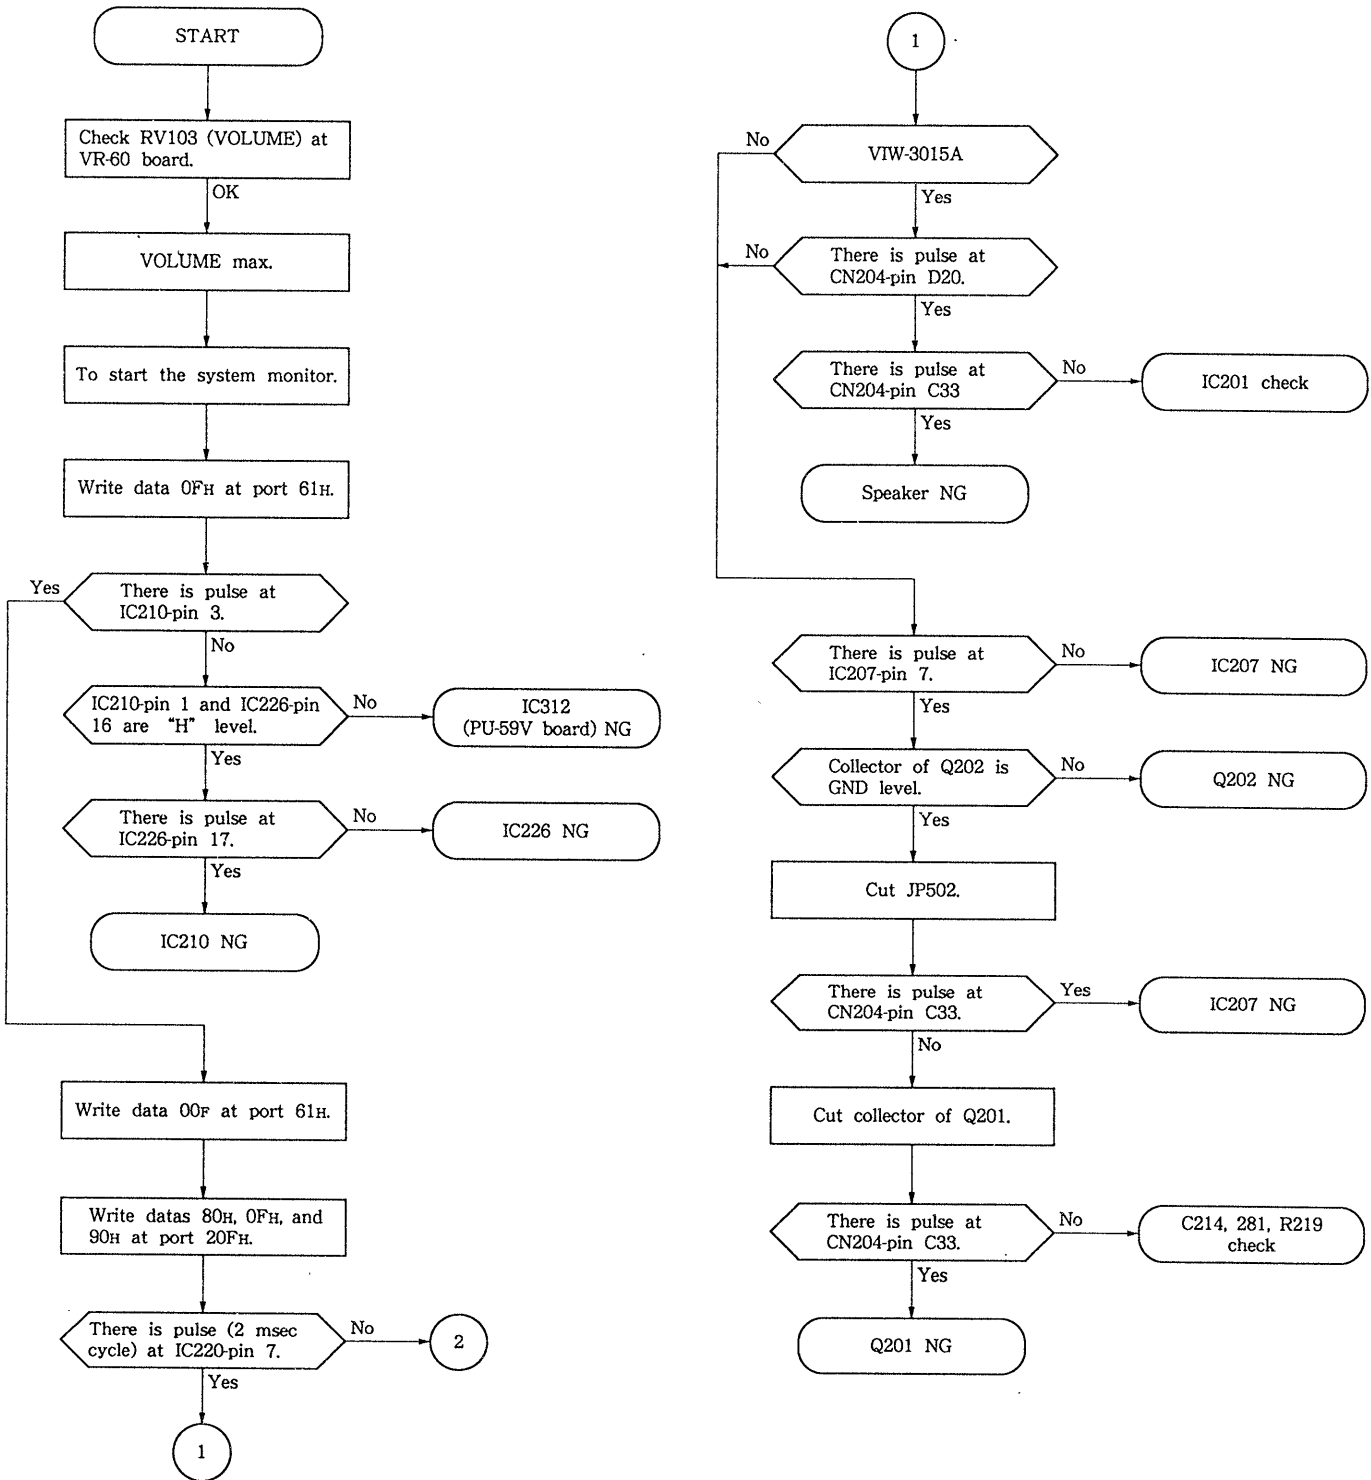 START
Check RV103 (VOLUME) at
VR-60 board.
OK
VOLUME max.
To start the system monitor.
Write data 0FH at port 61H.
Yes
There is pulse at
IC210-pin 3.
No
IC210-pin 1 and IC226-pin
16 are “H” level.
No
IC312
(PU-59V board) NG
Yes
There is pulse at
IC226-pin 17.
No
IC226 NG
Yes
IC210 NG
Write data 00F at port 61H.
Write datas 80H, 0FH, and
90H at port 20FH.
There is pulse (2 msec
cycle) at IC220-pin 7.
No
2
Yes
1
1
No
VIW-3015A
Yes
No
There is pulse at
CN204-pin D20.
Yes
There is pulse at
CN204-pin C33
No
IC201 check
Yes
Speaker NG
There is pulse at
IC207-pin 7.
No
IC207 NG
Yes
Collector of Q202 is
GND level.
No
Q202 NG
Yes
Cut JP502.
There is pulse at
CN204-pin C33.
Yes
IC207 NG
No
Cut collector of Q201.
There is pulse at
CN204-pin C33.
No
C214, 281, R219
check
Yes
Q201 NG